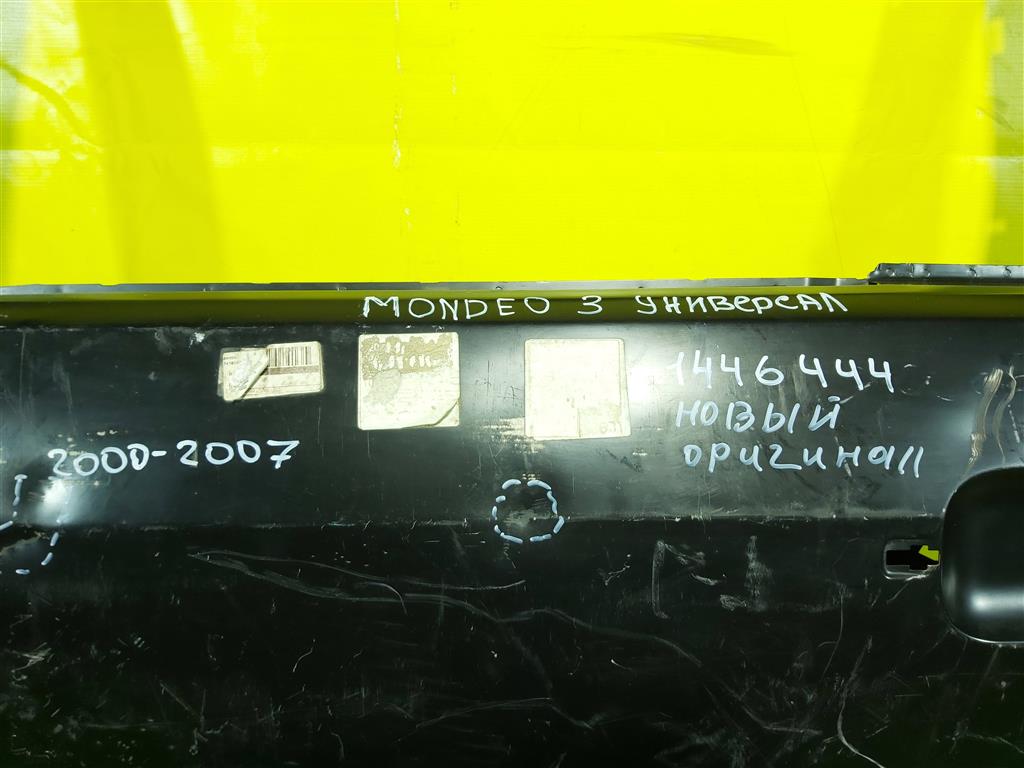 MONDEO 3 универсал
1446444
новый
оригинал
2000-2007